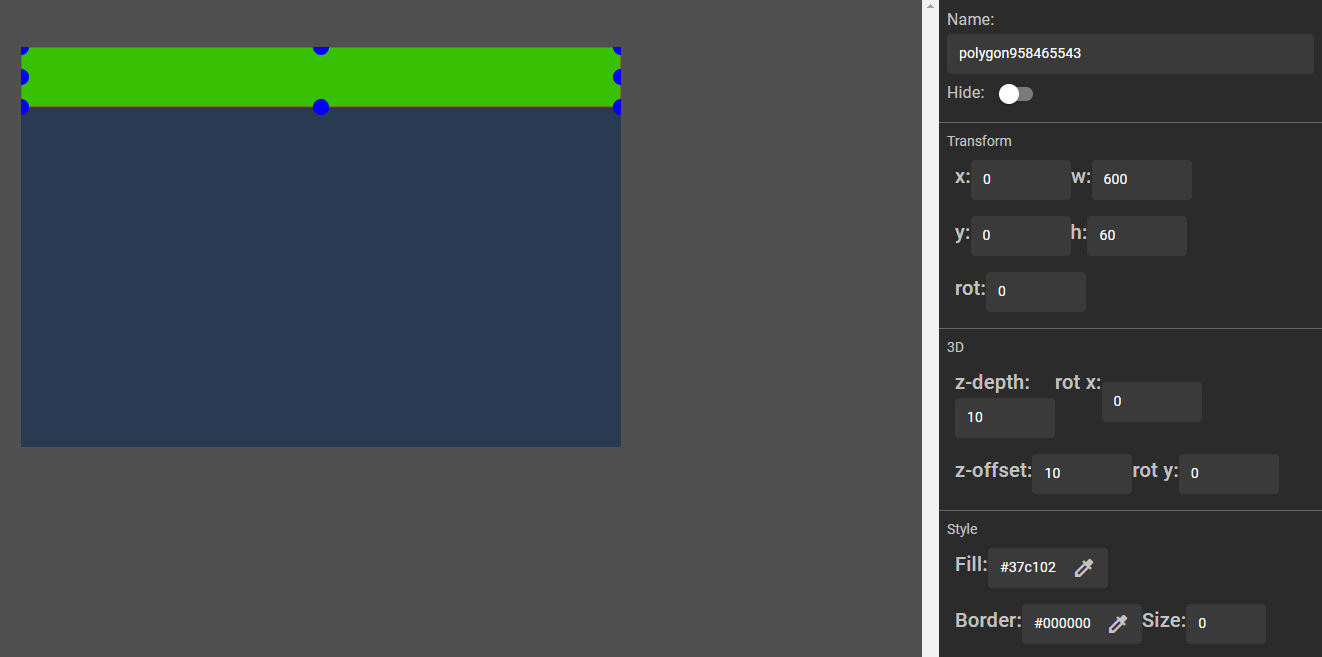 Name:
polygon958465543
Hide:
Transform
x: 0 w: 600
y: 0 h: 60
rot: 0
3D
z-depth: 10 rot x: 0
z-offset: 10 rot y: 0
Style
Fill: #37c102
Border: #000000 Size: 0